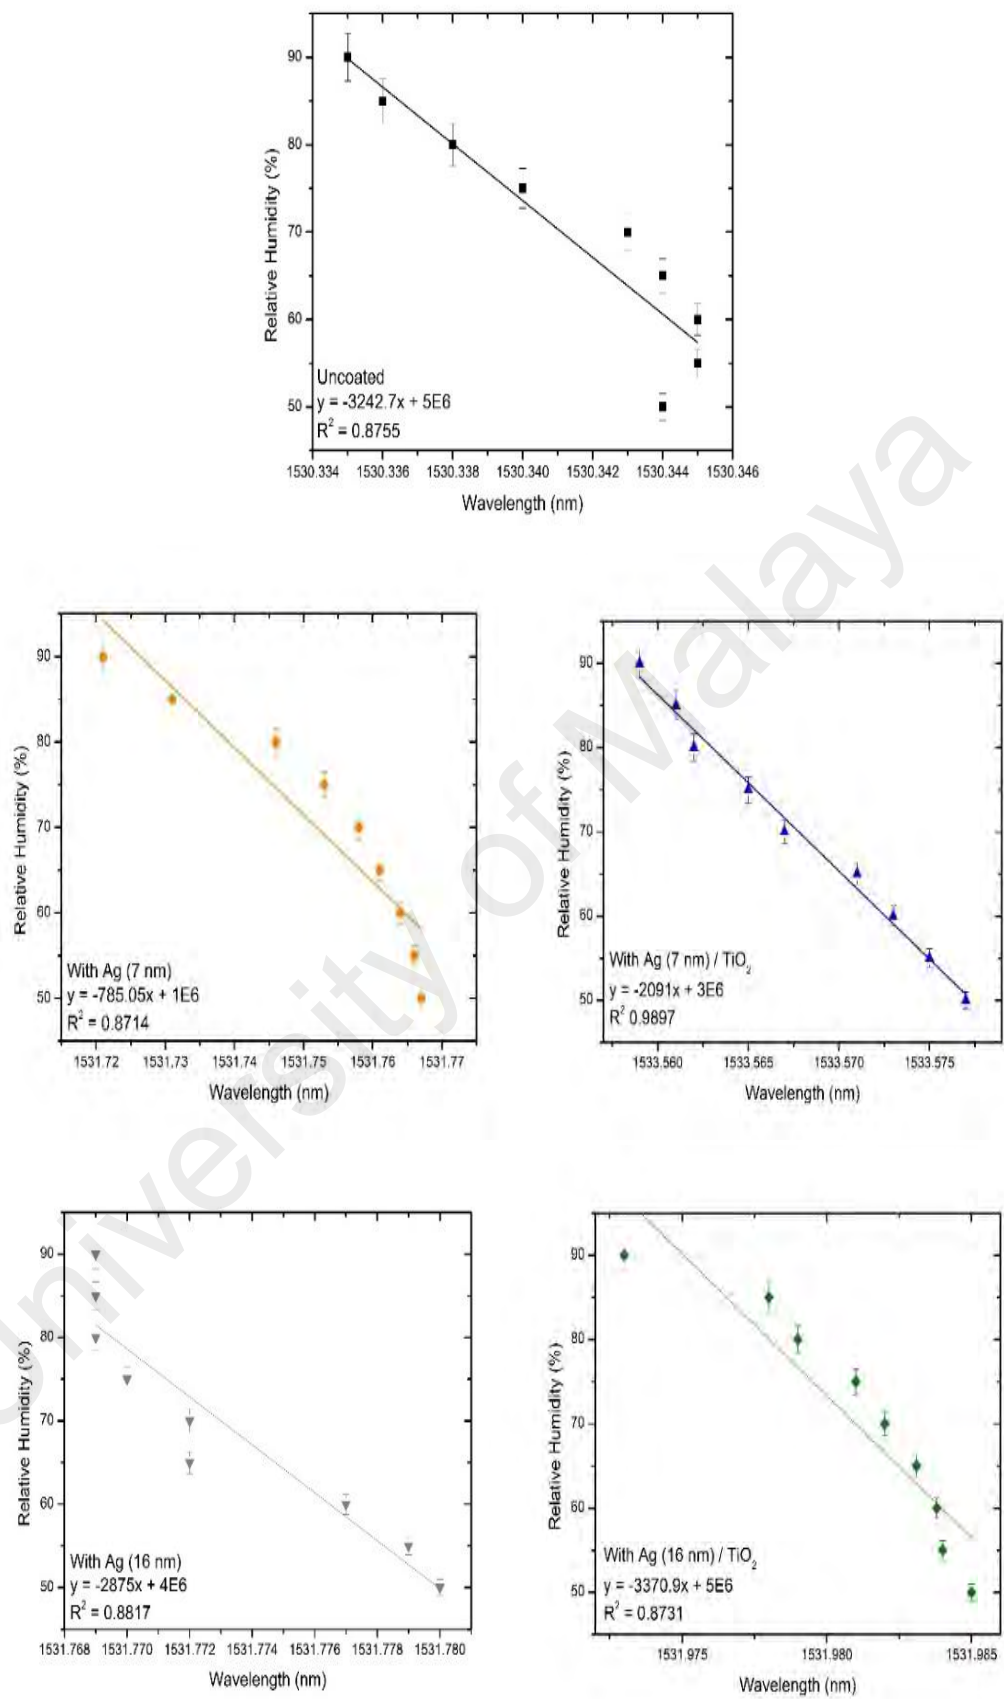 90
80
70
60
50
Relative Humidity (%)
Uncoated
y = -3242.7x + 5E6
R² = 0.8755
1530.334 1530.336 1530.338 1530.340 1530.342 1530.344 1530.346
Wavelength (nm)
90
80
70
60
50
Relative Humidity (%)
With Ag (7 nm)
y = -785.05x + 1E6
R² = 0.8714
1531.72 1531.73 1531.74 1531.75 1531.76 1531.77
Wavelength (nm)
90
80
70
60
50
Relative Humidity (%)
With Ag (7 nm) / TiO₂
y = -2091x + 3E6
R² 0.9897
1533.560 1533.565 1533.570 1533.575
Wavelength (nm)
90
80
70
60
50
Relative Humidity (%)
With Ag (16 nm)
y = -2875x + 4E6
R² = 0.8817
1531.768 1531.770 1531.772 1531.774 1531.776 1531.778 1531.780
Wavelength (nm)
90
80
70
60
50
Relative Humidity (%)
With Ag (16 nm) / TiO₂
y = -3370.9x + 5E6
R² = 0.8731
1531.975 1531.980 1531.985
Wavelength (nm)
University of Malaya